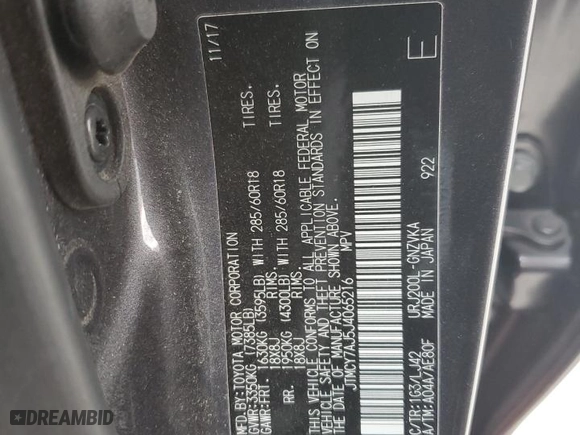 MFD. BY: TOYOTA MOTOR CORPORATION 11/17
GVWR: 3350KG (7385LB)
GAWR: FRT. 1630KG (3595LB) WITH 285/60R18 TIRES.
18X8J RIMS.
RR. 1950KG (4300LB) WITH 285/60R18 TIRES.
18X8J RIMS.
THIS VEHICLE CONFORMS TO ALL APPLICABLE FEDERAL MOTOR
VEHICLE SAFETY, BUMPER, AND THEFT PREVENTION STANDARDS IN EFFECT ON
THE DATE OF MANUFACTURE SHOWN ABOVE.
JTMCY7AJ5J4065216 MPV
E
C/TR: 1G3/LJ42 URJ200L-GNZVKA 922
A/TM: A04A/AE80F MADE IN JAPAN
© AUTOBIDCAR